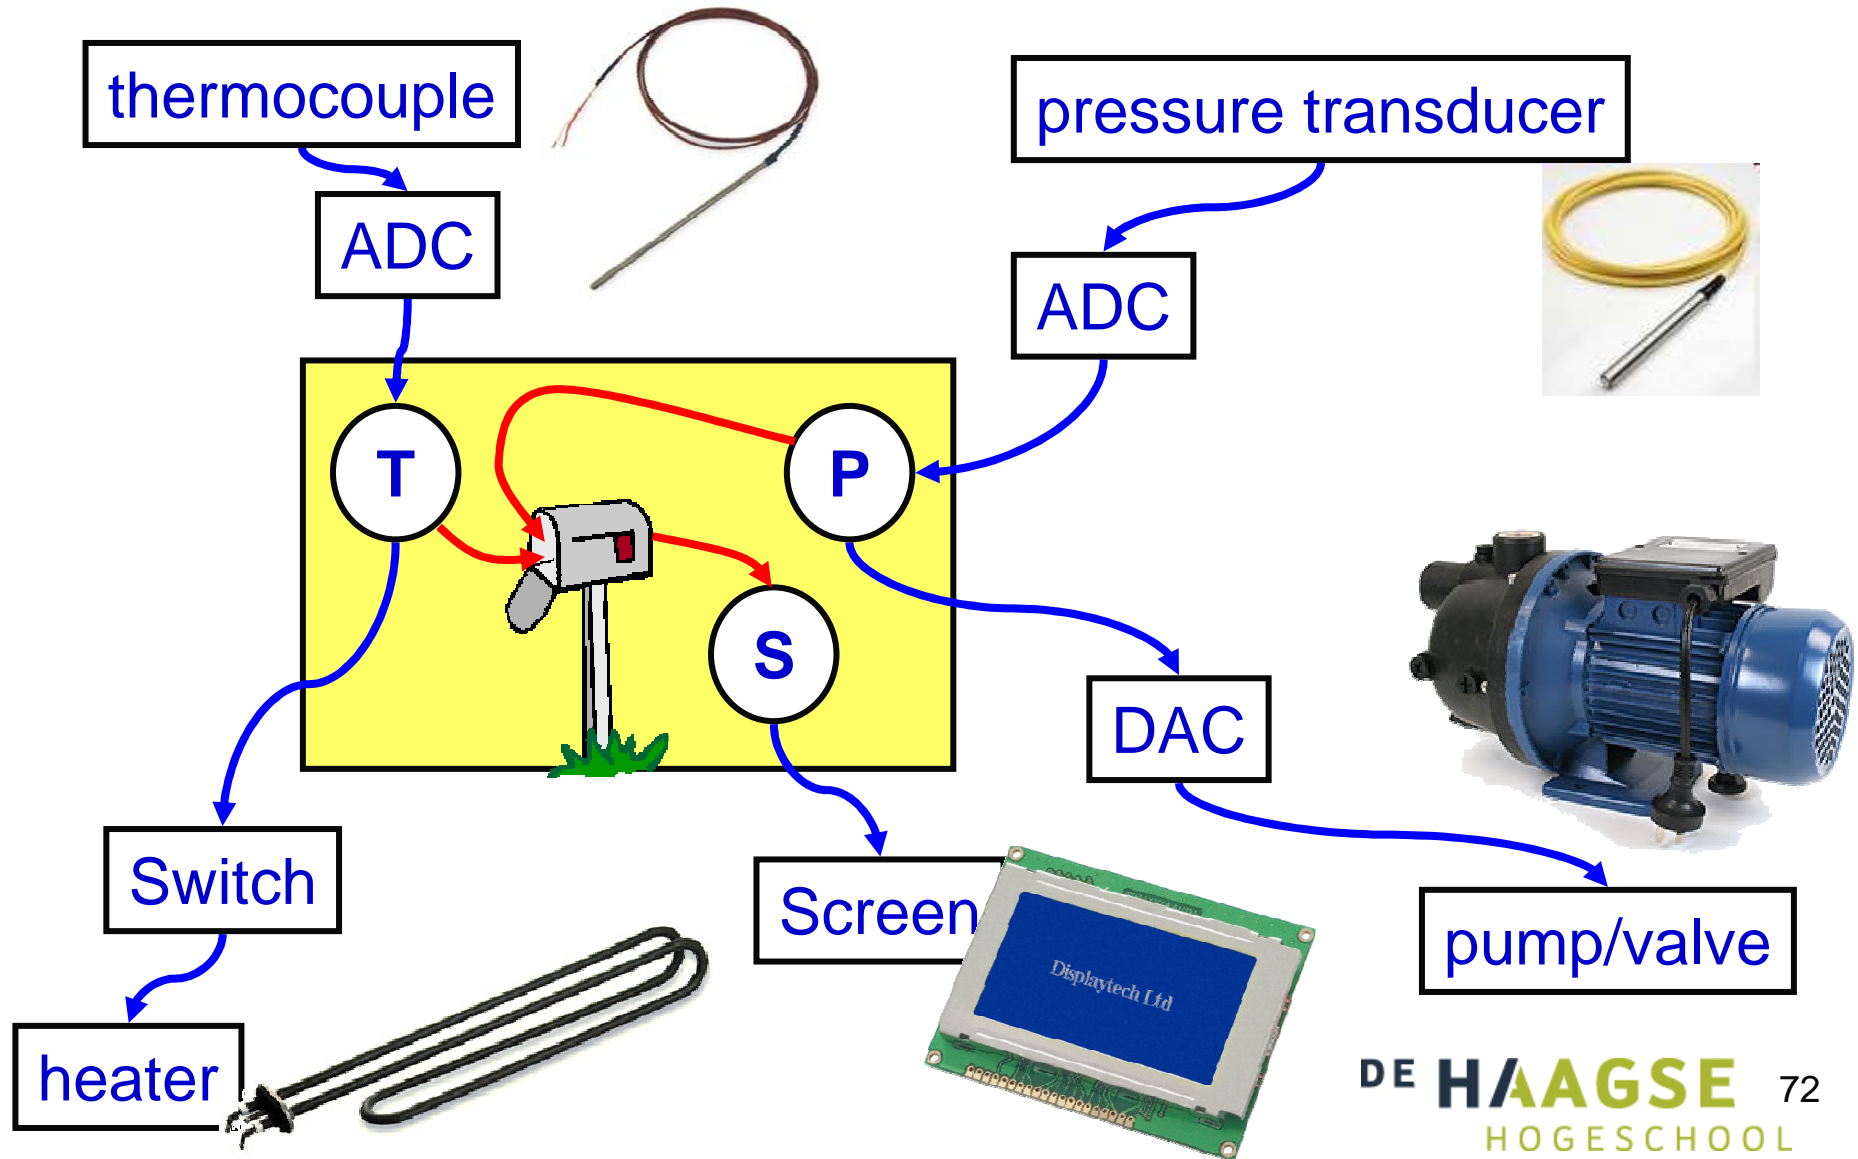 thermocouple
pressure transducer
ADC
ADC
T
P
S
DAC
Switch
Screen
Displaytech Ltd
pump/valve
heater
DE HAAGSE
HOGESCHOOL
72